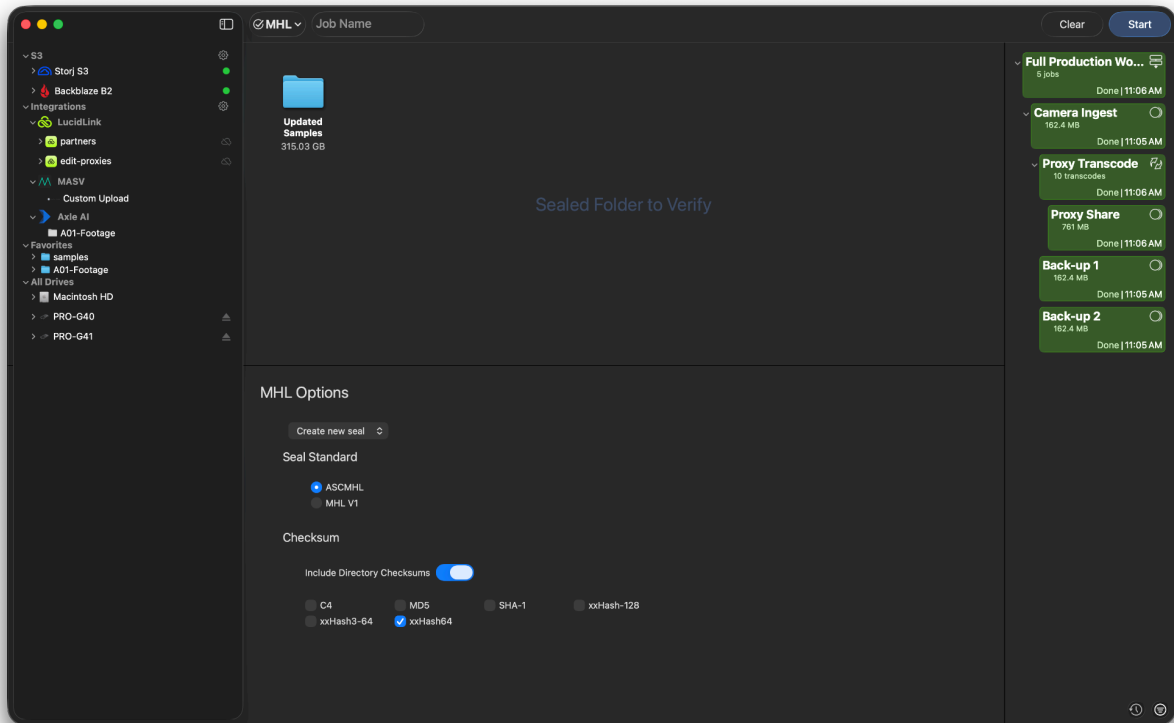 MHL
Job Name
Clear
Start
S3
Storj S3
Backblaze B2
Integrations
LucidLink
partners
edit-proxies
MASV
Custom Upload
Axle AI
A01-Footage
Favorites
samples
A01-Footage
All Drives
Macintosh HD
PRO-G40
PRO-G41
Updated
Samples
315.03 GB
Sealed Folder to Verify
MHL Options
Create new seal
Seal Standard
ASCMHL
MHL V1
Checksum
Include Directory Checksums
C4
MD5
SHA-1
xxHash-128
xxHash3-64
xxHash64
Full Production Wo...
5 jobs
Done | 11:06 AM
Camera Ingest
162.4 MB
Done | 11:05 AM
Proxy Transcode
10 transcodes
Done | 11:06 AM
Proxy Share
761 MB
Done | 11:06 AM
Back-up 1
162.4 MB
Done | 11:05 AM
Back-up 2
162.4 MB
Done | 11:05 AM